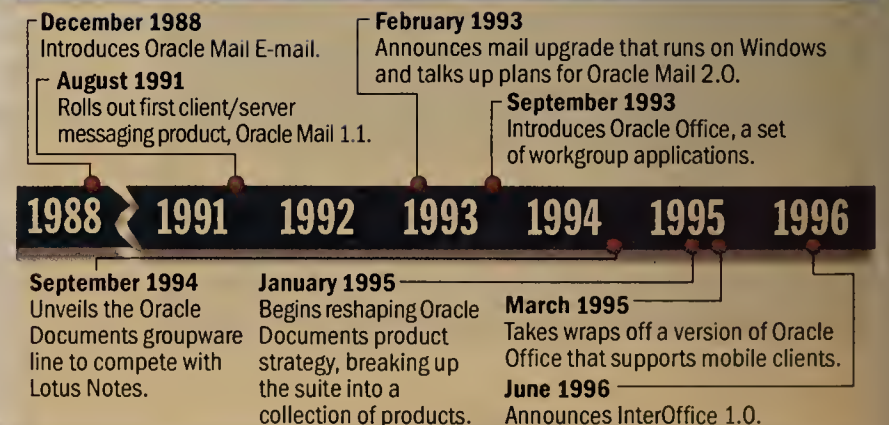 December 1988
Introduces Oracle Mail E-mail.
August 1991
Rolls out first client/server
messaging product, Oracle Mail 1.1.
February 1993
Announces mail upgrade that runs on Windows
and talks up plans for Oracle Mail 2.0.
September 1993
Introduces Oracle Office, a set
of workgroup applications.
1988 1991 1992 1993 1994 1995 1996
September 1994
Unveils the Oracle
Documents groupware
line to compete with
Lotus Notes.
January 1995
Begins reshaping Oracle
Documents product
strategy, breaking up
the suite into a
collection of products.
March 1995
Takes wraps off a version of Oracle
Office that supports mobile clients.
June 1996
Announces InterOffice 1.0.